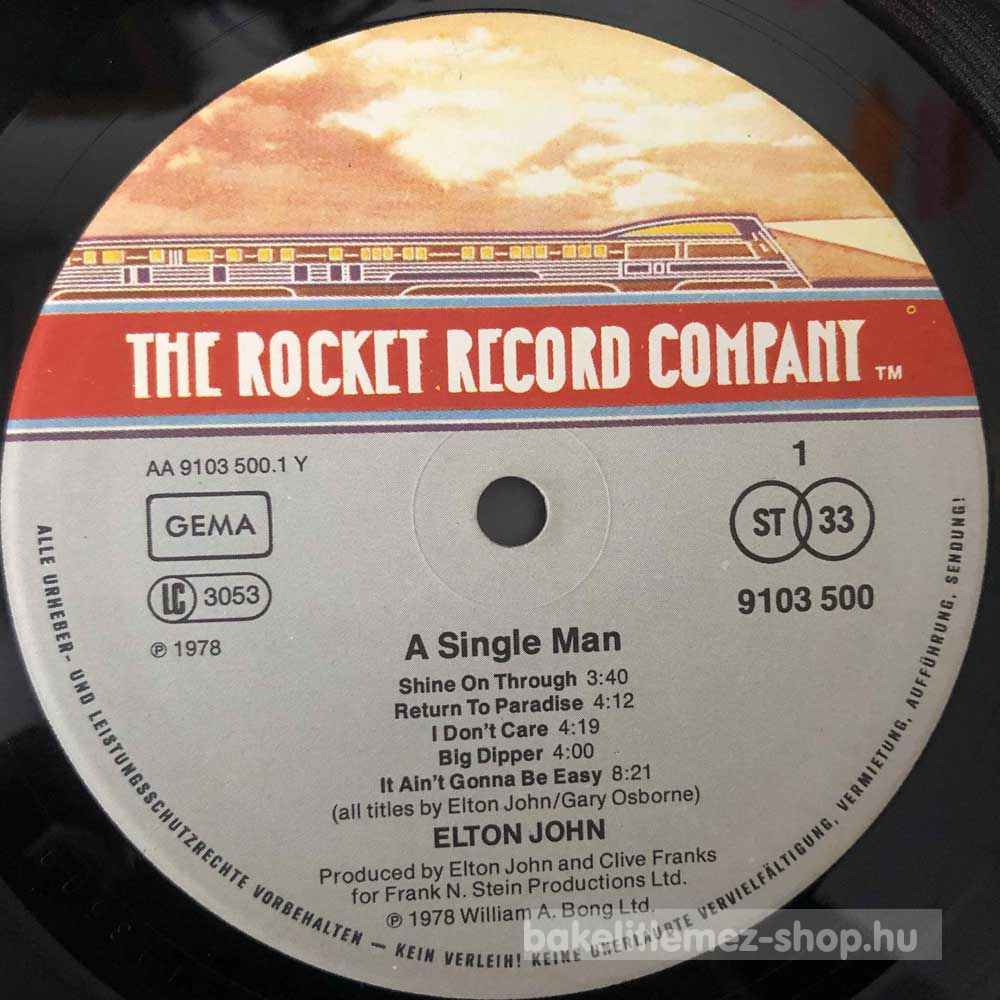 THE ROCKET RECORD COMPANY TM
AA 9103 500.1 Y
GEMA
LC 3053
℗ 1978
1
ST 33
9103 500
A Single Man
Shine On Through 3:40
Return To Paradise 4:12
I Don't Care 4:19
Big Dipper 4:00
It Ain't Gonna Be Easy 8:21
(all titles by Elton John/Gary Osborne)
ELTON JOHN
Produced by Elton John and Clive Franks
for Frank N. Stein Productions Ltd.
℗ 1978 William A. Bong Ltd.
ALLE URHEBER- UND LEISTUNGSSCHUTZRECHTE VORBEHALTEN – KEIN VERLEIH! KEINE UNERLAUBTE VERVIELFÄLTIGUNG, VERMIETUNG, AUFFÜHRUNG, SENDUNG!
bakelitlemez-shop.hu